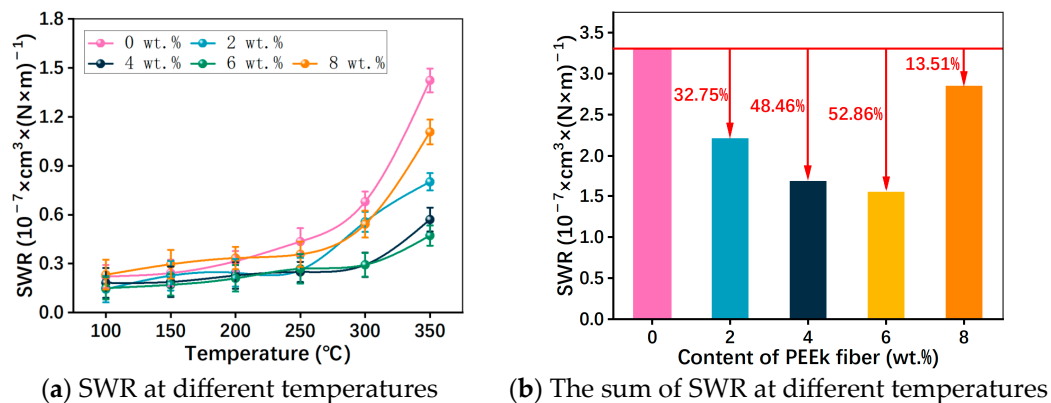 1.8
1.5
1.2
0.9
0.6
0.3
0.0
SWR (10⁻⁷×cm³×(N×m)⁻¹
0 wt.% 2 wt.%
4 wt.% 6 wt.% 8 wt.%
100 150 200 250 300 350
Temperature (℃)
(a) SWR at different temperatures
3.5
3.0
2.5
2.0
1.5
1.0
0.5
0.0
SWR (10⁻⁷×cm³×(N×m)⁻¹
32.75%
48.46%
52.86%
13.51%
0 2 4 6 8
Content of PEEk fiber (wt.%)
(b) The sum of SWR at different temperatures